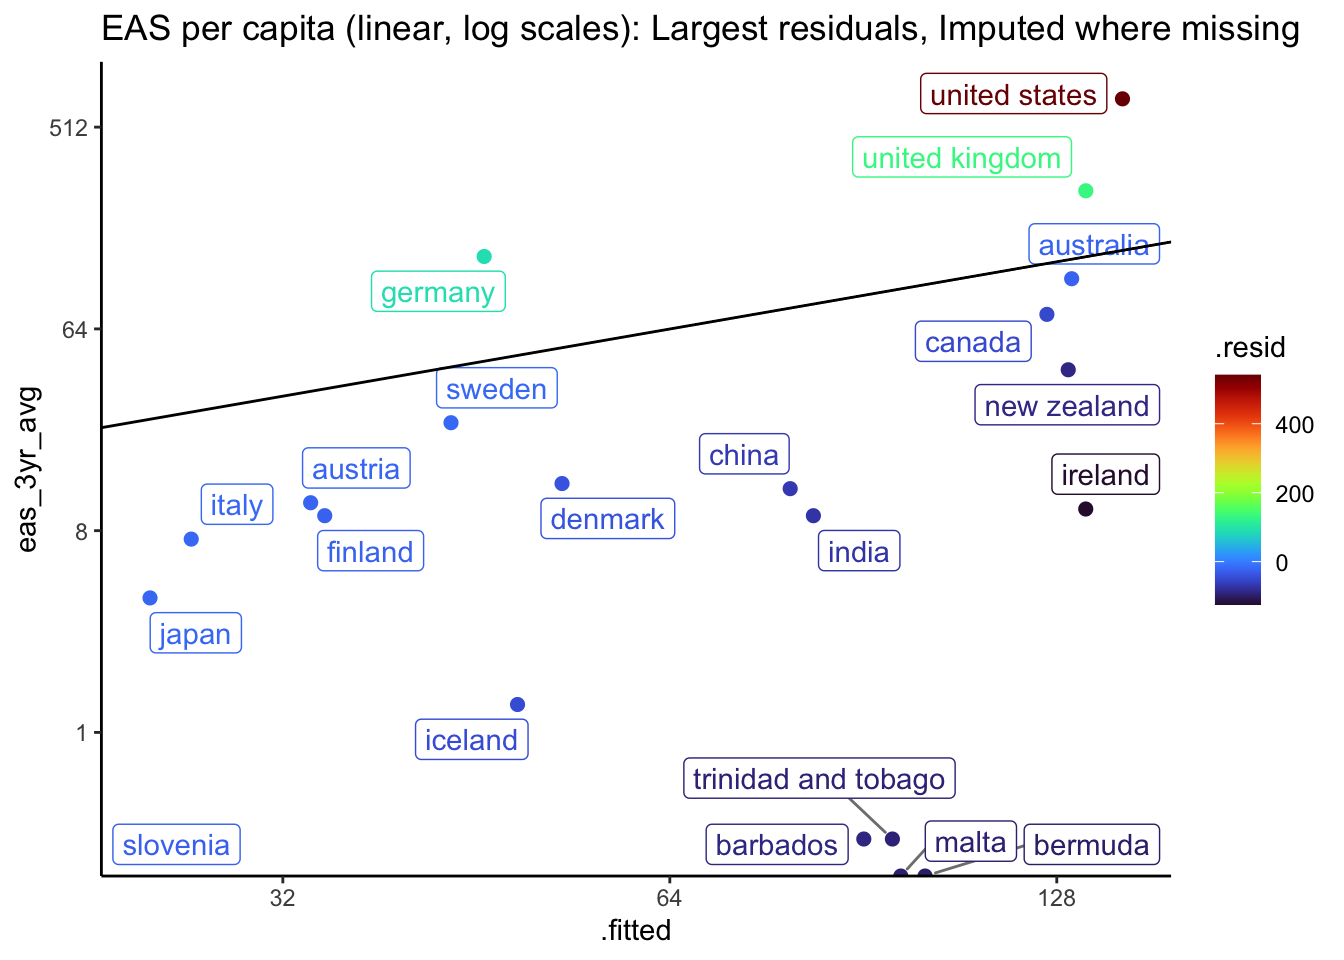 EAS per capita (linear, log scales): Largest residuals, Imputed where missing
united states
512
united kingdom
australia
germany
64
canada
.resid
sweden
new zealand
400
china
austria
ireland
italy
200
eas_3yr_avg
denmark
8
finland
india
0
japan
iceland
1
trinidad and tobago
slovenia
barbados
malta
bermuda
32
64
128
.fitted